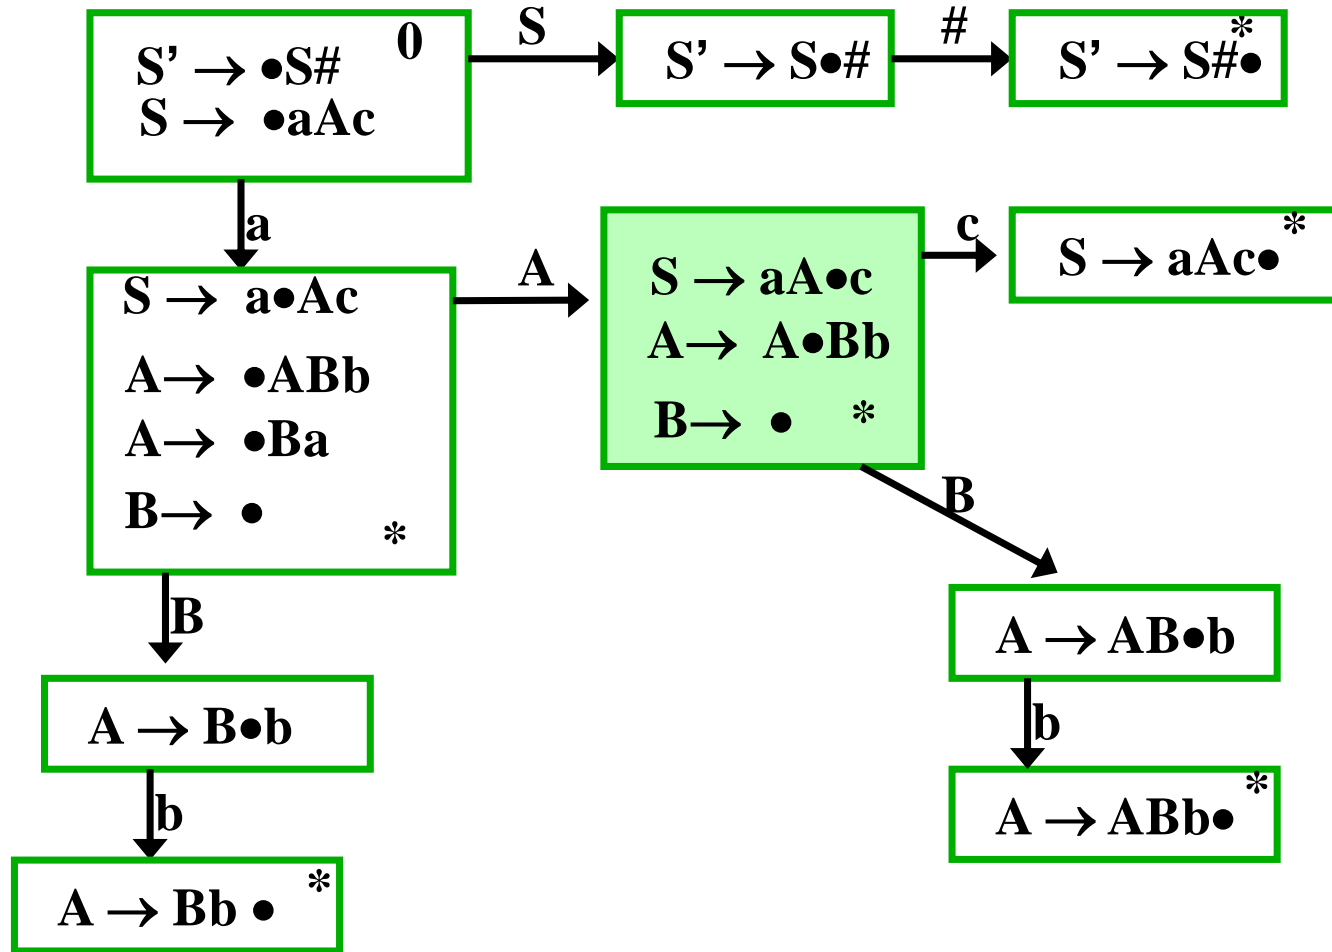 S’ → •S# 0
S → •aAc
S
S’ → S•#
#
S’ → S#• *
a
S → a•Ac
A→ •ABb
A→ •Ba
B→ •
*
A
S → aA•c
A→ A•Bb
B→ • *
c
S → aAc• *
B
A → AB•b
b
A → ABb• *
B
A → B•b
b
A → Bb • *